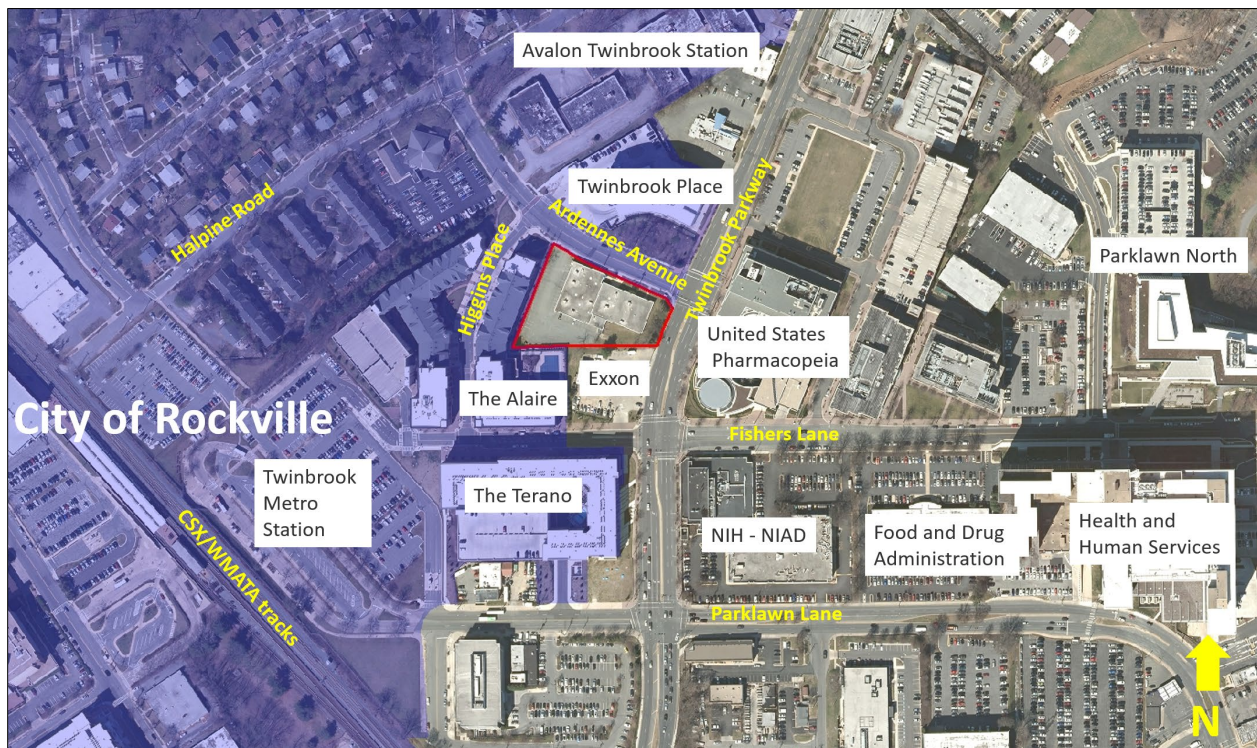 Avalon Twinbrook Station
Twinbrook Place
Halpine Road
Ardennes Avenue
Twinbrook Parkway
Higgins Place
Parklawn North
United States
Pharmacopeia
Exxon
The Alaire
City of Rockville
Fishers Lane
Twinbrook
Metro
Station
The Terano
NIH - NIAD
Food and Drug
Administration
Health and
Human Services
CSX/WMATA tracks
Parklawn Lane
N